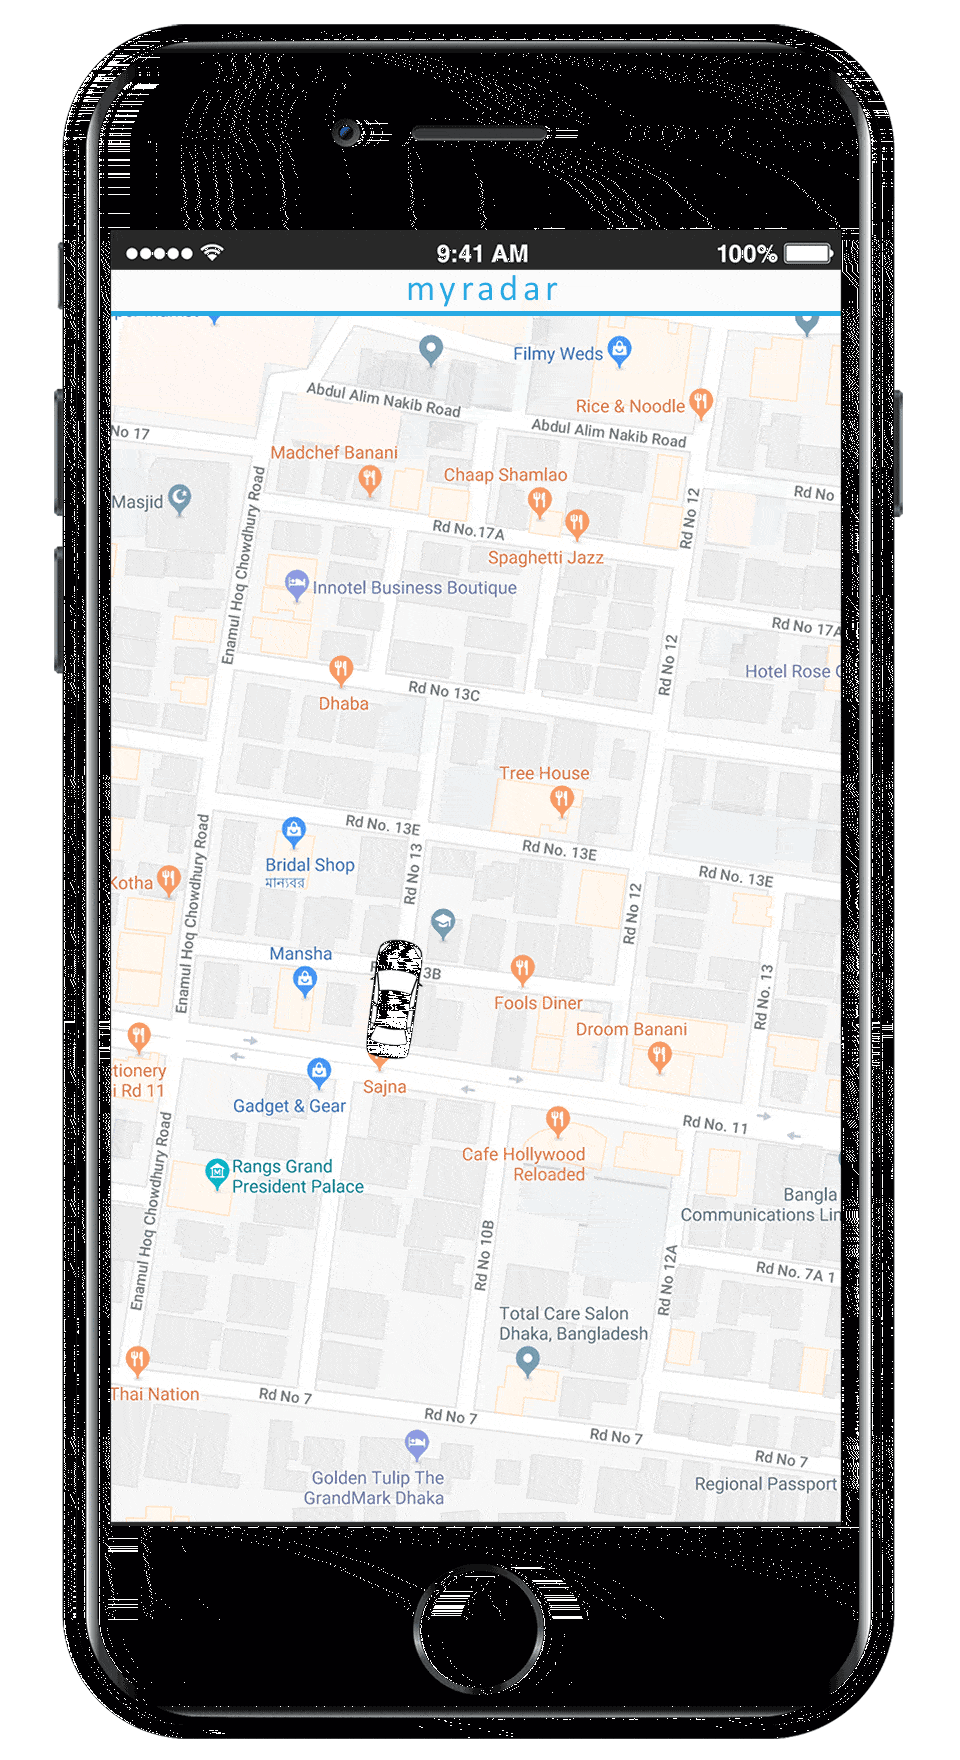 9:41 AM
100%
myradar
Filmy Weds
Abdul Alim Nakib Road
Rice & Noodle
No 17
Abdul Alim Nakib Road
Madchef Banani
Chaap Shamlao
Masjid
Rd No
Rd No 12
Rd No.17A
Enamul Hoq Chowdhury Road
Spaghetti Jazz
Innotel Business Boutique
Rd No 17A
Rd No 12
Hotel Rose
Dhaba
Rd No 13C
Tree House
Rd No. 13E
Rd No. 13E
Bridal Shop
মান্যবর
Rd No 13
Rd No. 13E
Kotha
Enamul Hoq Chowdhury Road
Rd No 12
Mansha
3B
Fools Diner
Rd No. 13
Droom Banani
tionery
i Rd 11
Sajna
Gadget & Gear
Rd No. 11
Cafe Hollywood
Reloaded
Rangs Grand
President Palace
Enamul Hoq Chowdhury Road
Bangla
Communications Lin
Rd No 10B
Rd No 12A
Rd No. 7A 1
Total Care Salon
Dhaka, Bangladesh
Thai Nation
Rd No 7
Rd No 7
Rd No 7
Rd No 7
Golden Tulip The
GrandMark Dhaka
Regional Passport